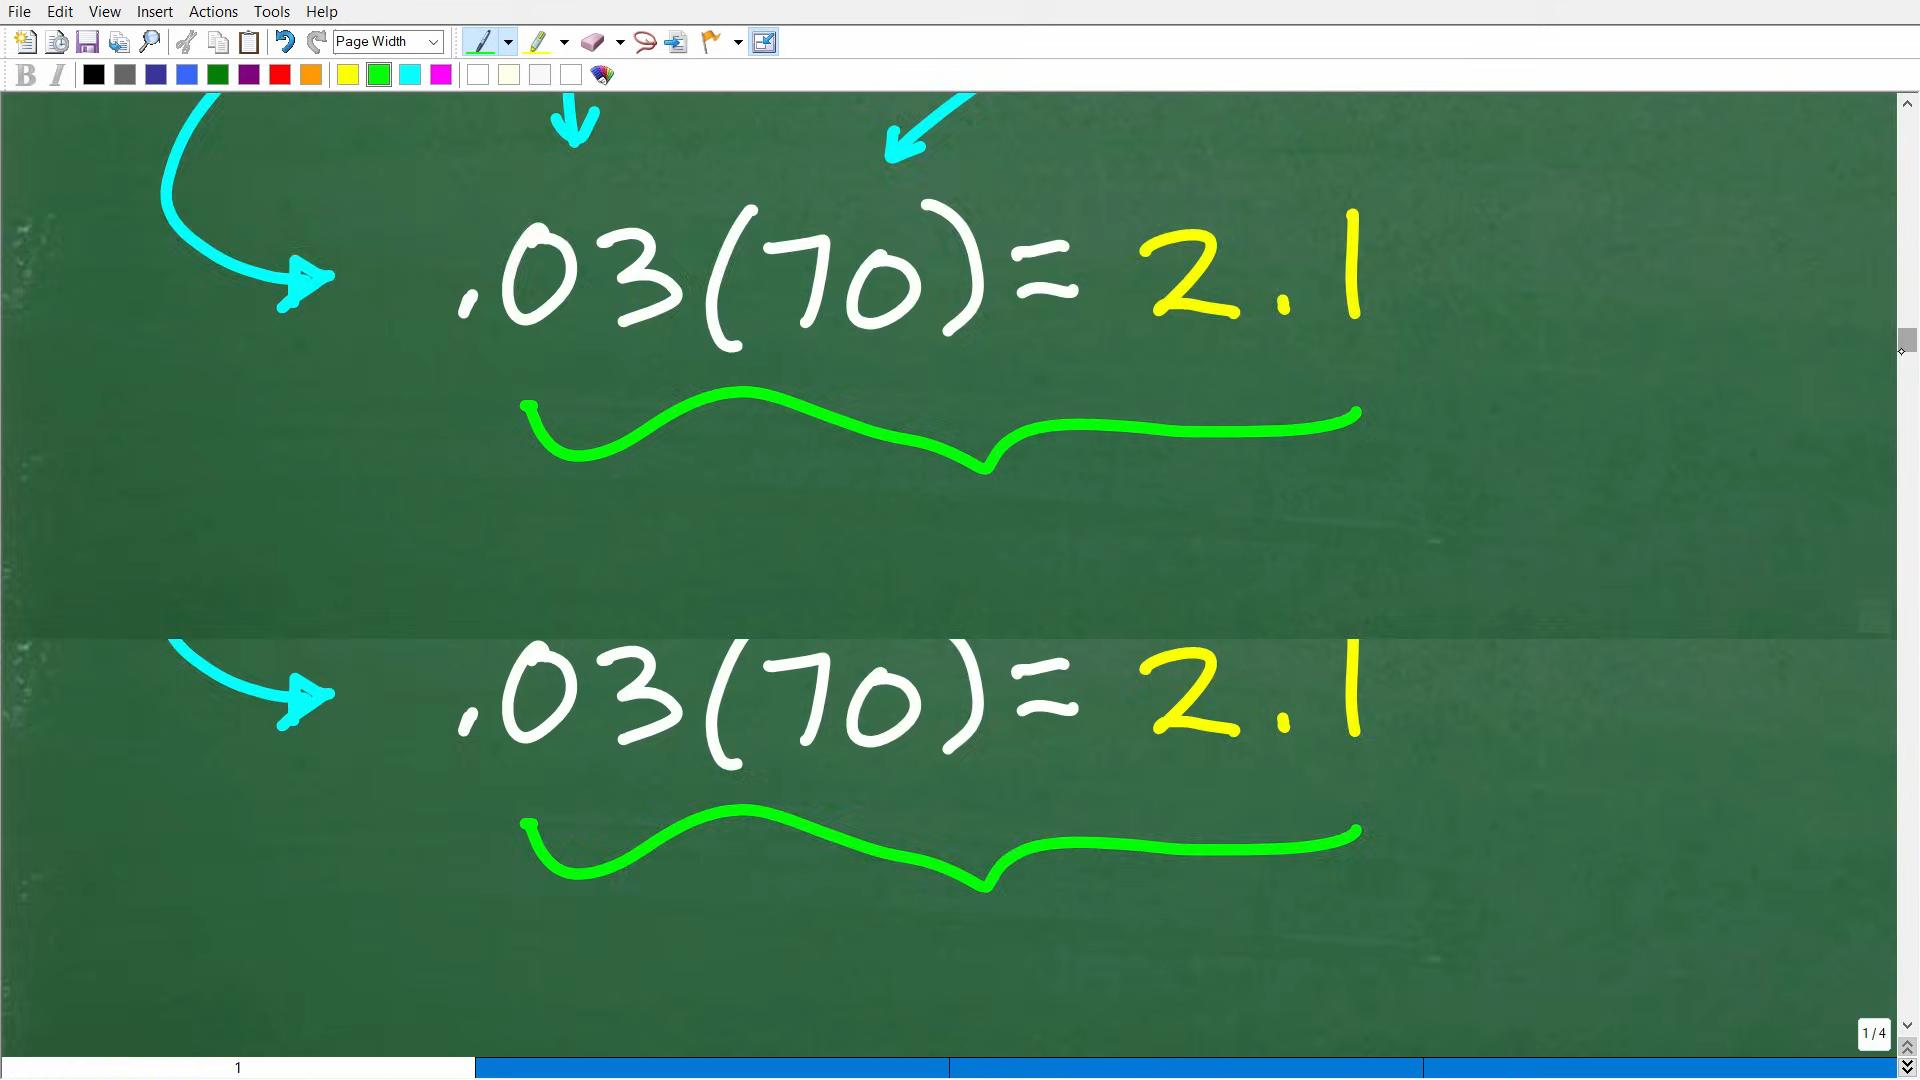 File Edit View Insert Actions Tools Help
Page Width
B I
.03(70)= 2.1
.03(70)= 2.1
1 / 4
1